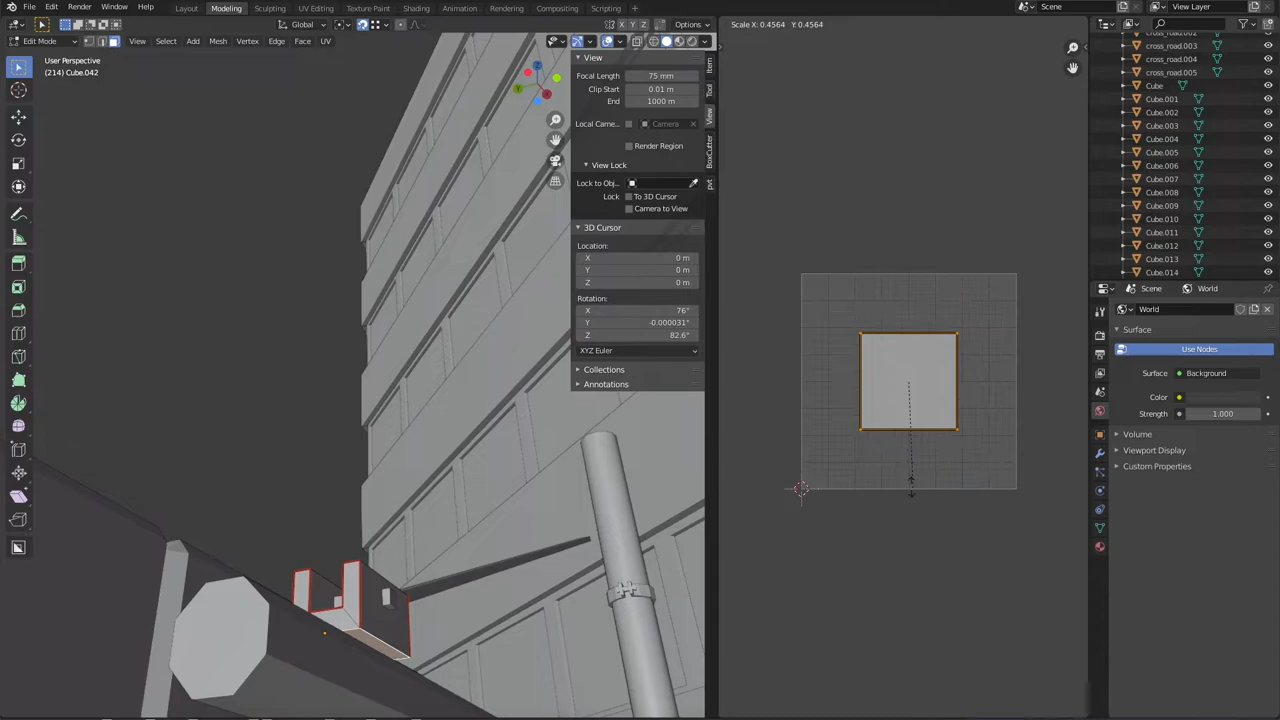 File Edit Render Window Help Layout Modeling Sculpting UV Editing Texture Paint Shading Animation Rendering Compositing Scripting Scene View Layer
Global Options Scale X: 0.4564 Y: 0.4564
Edit Mode View Select Add Mesh Vertex Edge Face UV
User Perspective
(214) Cube.042
View
Focal Length 75 mm
Clip Start 0.01 m
End 1000 m
Local Came... Camera
Render Region
View Lock
Lock to Obj...
Lock To 3D Cursor
Camera to View
3D Cursor
Location:
X 0 m
Y 0 m
Z 0 m
Rotation:
X 76°
Y -0.000031°
Z 82.6°
XYZ Euler
Collections
Annotations
Item
Tool
View
BoxCutter
pvt
X Y Z
cross_road.002
cross_road.003
cross_road.004
cross_road.005
Cube
Cube.001
Cube.002
Cube.003
Cube.004
Cube.005
Cube.006
Cube.007
Cube.008
Cube.009
Cube.010
Cube.011
Cube.012
Cube.013
Cube.014
Scene World
World
Surface
Use Nodes
Surface Background
Color
Strength 1.000
Volume
Viewport Display
Custom Properties